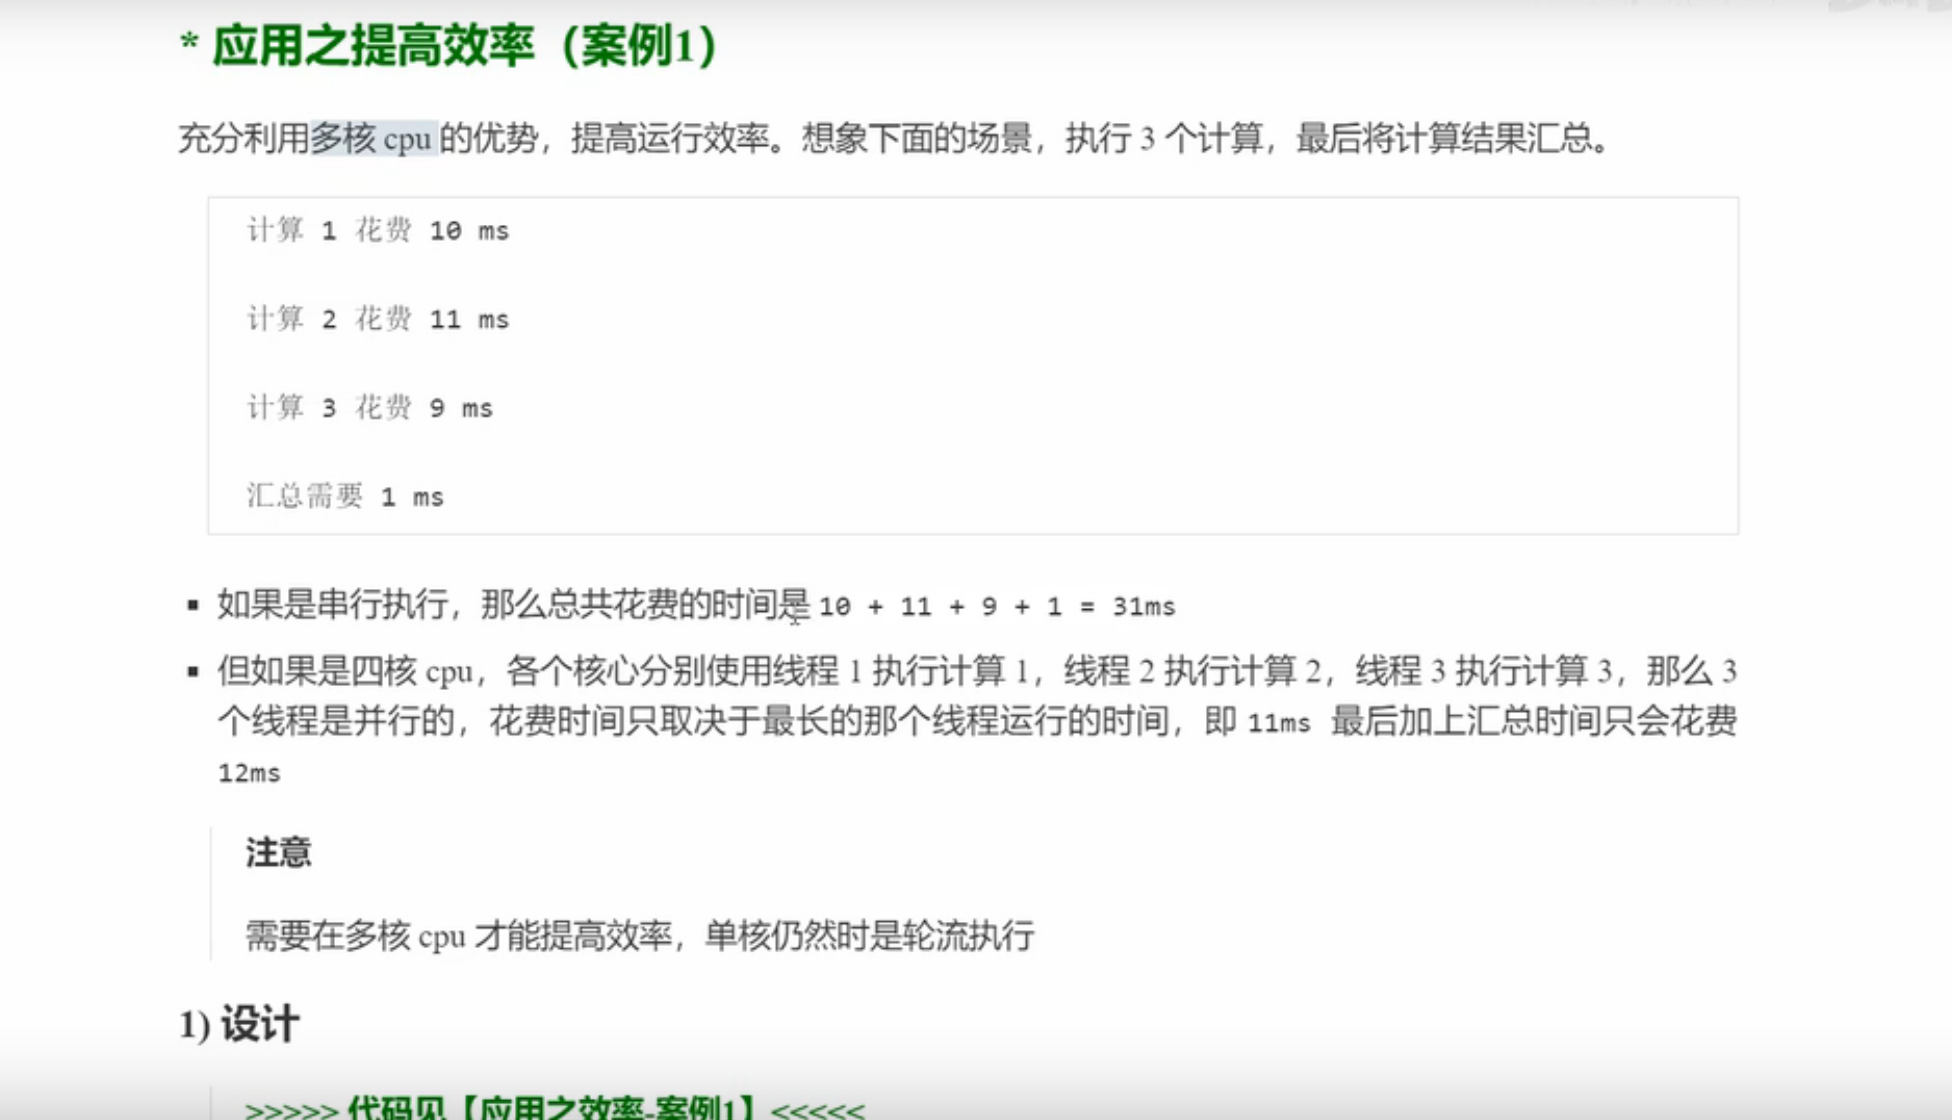 * 应用之提高效率（案例1）
充分利用多核 cpu 的优势，提高运行效率。想象下面的场景，执行 3 个计算，最后将计算结果汇总。
计算 1 花费 10 ms
计算 2 花费 11 ms
计算 3 花费 9 ms
汇总需要 1 ms
▪ 如果是串行执行，那么总共花费的时间是 10 + 11 + 9 + 1 = 31ms
▪ 但如果是四核 cpu，各个核心分别使用线程 1 执行计算 1，线程 2 执行计算 2，线程 3 执行计算 3，那么 3
个线程是并行的，花费时间只取决于最长的那个线程运行的时间，即 11ms 最后加上汇总时间只会花费
12ms
注意
需要在多核 cpu 才能提高效率，单核仍然时是轮流执行
1) 设计
>>>>> 代码见【应用之效率-案例1】<<<<<